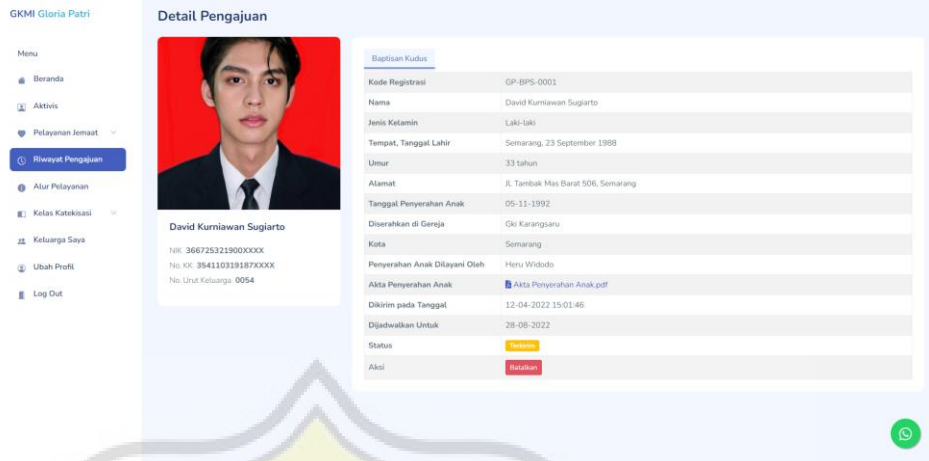 GKMI Gloria Patri
Menu
Beranda
Aktivis
Pelayanan Jemaat
Riwayat Pengajuan
Alur Pelayanan
Kelas Katekisasi
Keluarga Saya
Ubah Profil
Log Out
Detail Pengajuan
David Kurniawan Sugiarto
NIK 366725321900XXXX
No. KK 354110319187XXXX
No. Urut Keluarga 0054
Baptisan Kudus
Kode Registrasi GP-BPS-0001
Nama David Kurniawan Sugiarto
Jenis Kelamin Laki-laki
Tempat, Tanggal Lahir Semarang, 23 September 1988
Umur 33 tahun
Alamat Jl. Tambak Mas Barat 506, Semarang
Tanggal Penyerahan Anak 05-11-1992
Diserahkan di Gereja Gki Karangsaru
Kota Semarang
Penyerahan Anak Dilayani Oleh Heru Widodo
Akta Penyerahan Anak Akta Penyerahan Anak.pdf
Dikirim pada Tanggal 12-04-2022 15:01:46
Dijadwalkan Untuk 28-08-2022
Status Terkirim
Aksi Batalkan